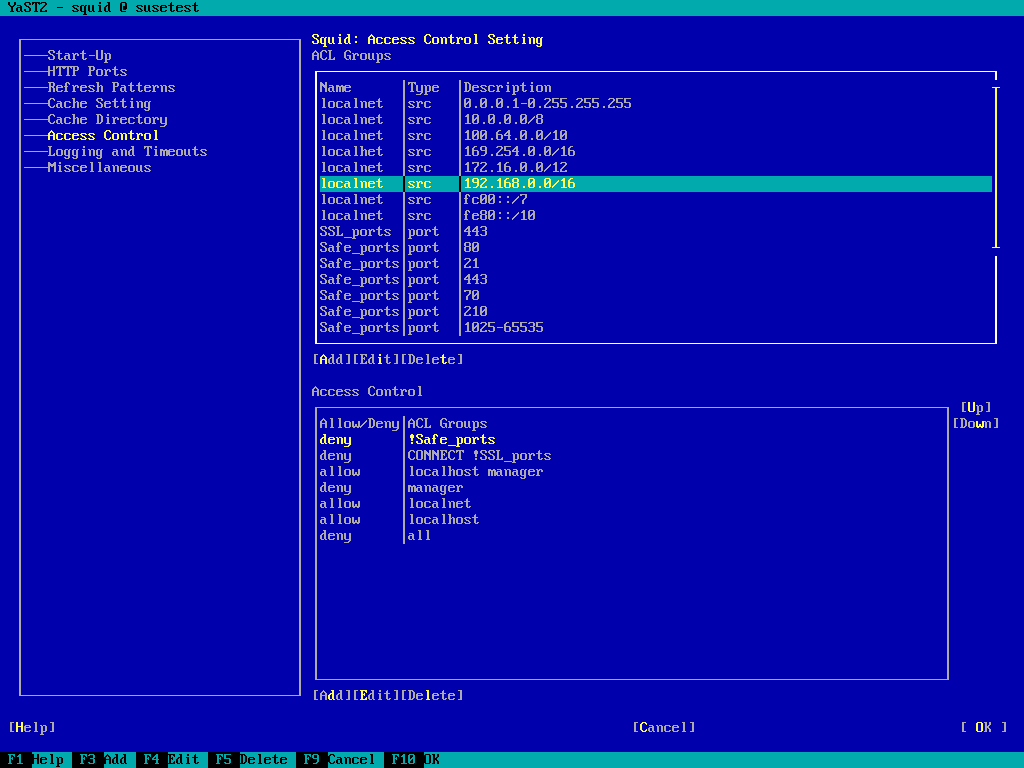 YaST2 - squid @ susetest
Start-Up
HTTP Ports
Refresh Patterns
Cache Setting
Cache Directory
Access Control
Logging and Timeouts
Miscellaneous
Squid: Access Control Setting
ACL Groups
Name Type Description
localnet src 0.0.0.1-0.255.255.255
localnet src 10.0.0.0/8
localnet src 100.64.0.0/10
localhet src 169.254.0.0/16
localnet src 172.16.0.0/12
localnet src 192.168.0.0/16
localnet src fc00::/7
localnet src fe80::/10
SSL_ports port 443
Safe_ports port 80
Safe_ports port 21
Safe_ports port 443
Safe_ports port 70
Safe_ports port 210
Safe_ports port 1025-65535
[Add][Edit][Delete]
Access Control
Allow/Deny ACL Groups
deny !Safe_ports
deny CONNECT !SSL_ports
allow localhost manager
deny manager
allow localnet
allow localhost
deny all
[Up]
[Down]
[Add][Edit][Delete]
[Help] [Cancel] [ OK ]
F1 Help F3 Add F4 Edit F5 Delete F9 Cancel F10 OK